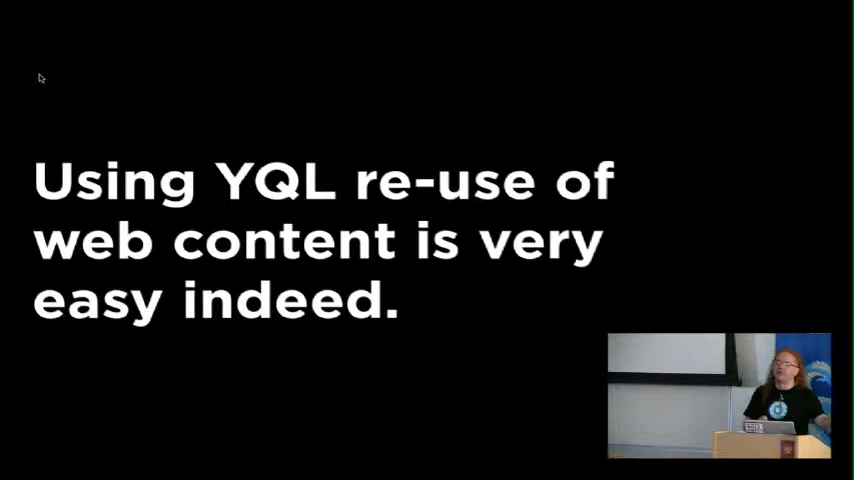 Using YQL re-use of
web content is very
easy indeed.